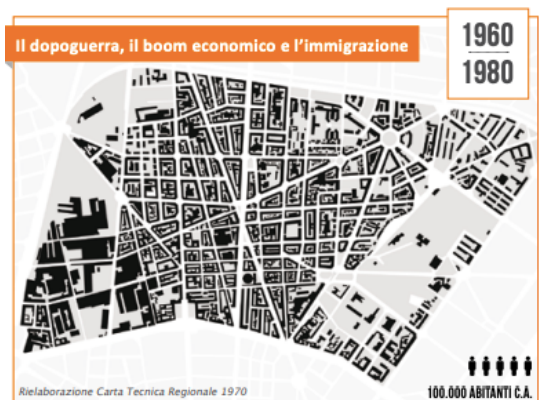 Il dopoguerra, il boom economico e l'immigrazione
1960
1980
Rielaborazione Carta Tecnica Regionale 1970
100.000 ABITANTI C.A.